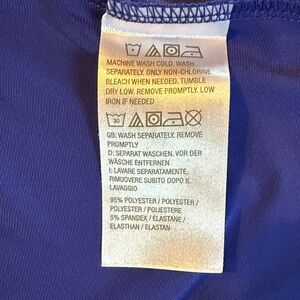 MACHINE WASH COLD. WASH
SEPARATELY. ONLY NON-CHLORINE
BLEACH WHEN NEEDED. TUMBLE
DRY LOW. REMOVE PROMPTLY. LOW
IRON IF NEEDED
30
GB: WASH SEPARATELY. REMOVE
PROMPTLY
D: SEPARAT WASCHEN, VOR DER
WÄSCHE ENTFERNEN
I: LAVARE SEPARATAMENTE.
RIMUOVERE SUBITO DOPO IL
LAVAGGIO
95% POLYESTER / POLYESTER /
POLYESTER / POLIESTERE
5% SPANDEX / ELASTANE /
ELASTHAN / ELASTAN